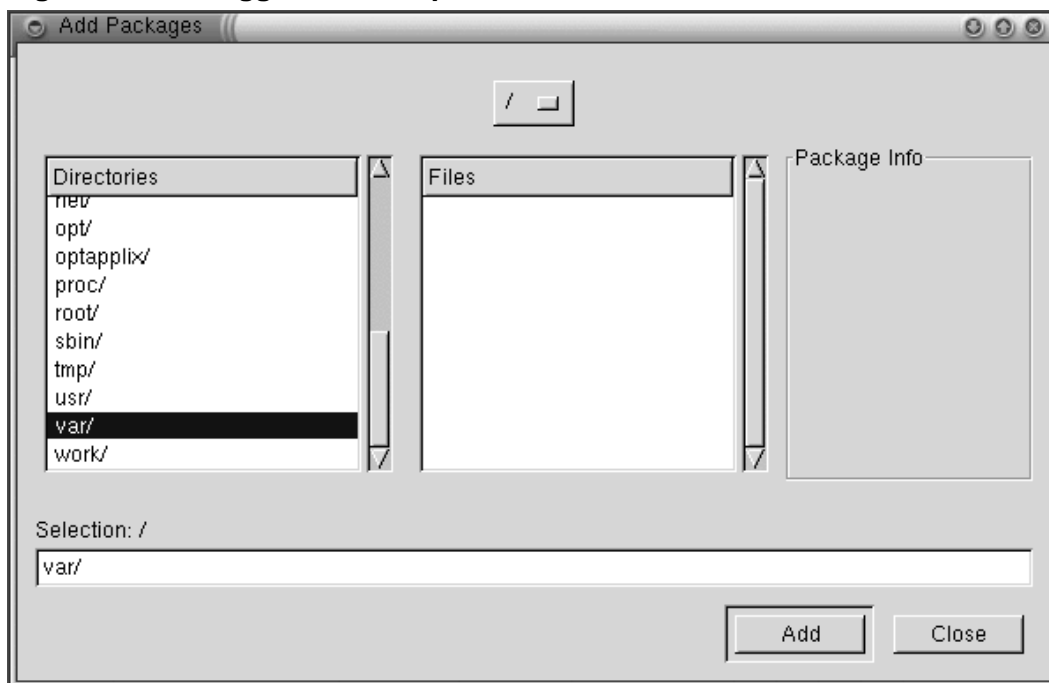 Add Packages
/
Directories
Files
Package Info
net/
opt/
optapplix/
proc/
root/
sbin/
tmp/
usr/
var/
work/
Selection: /
var/
Add
Close